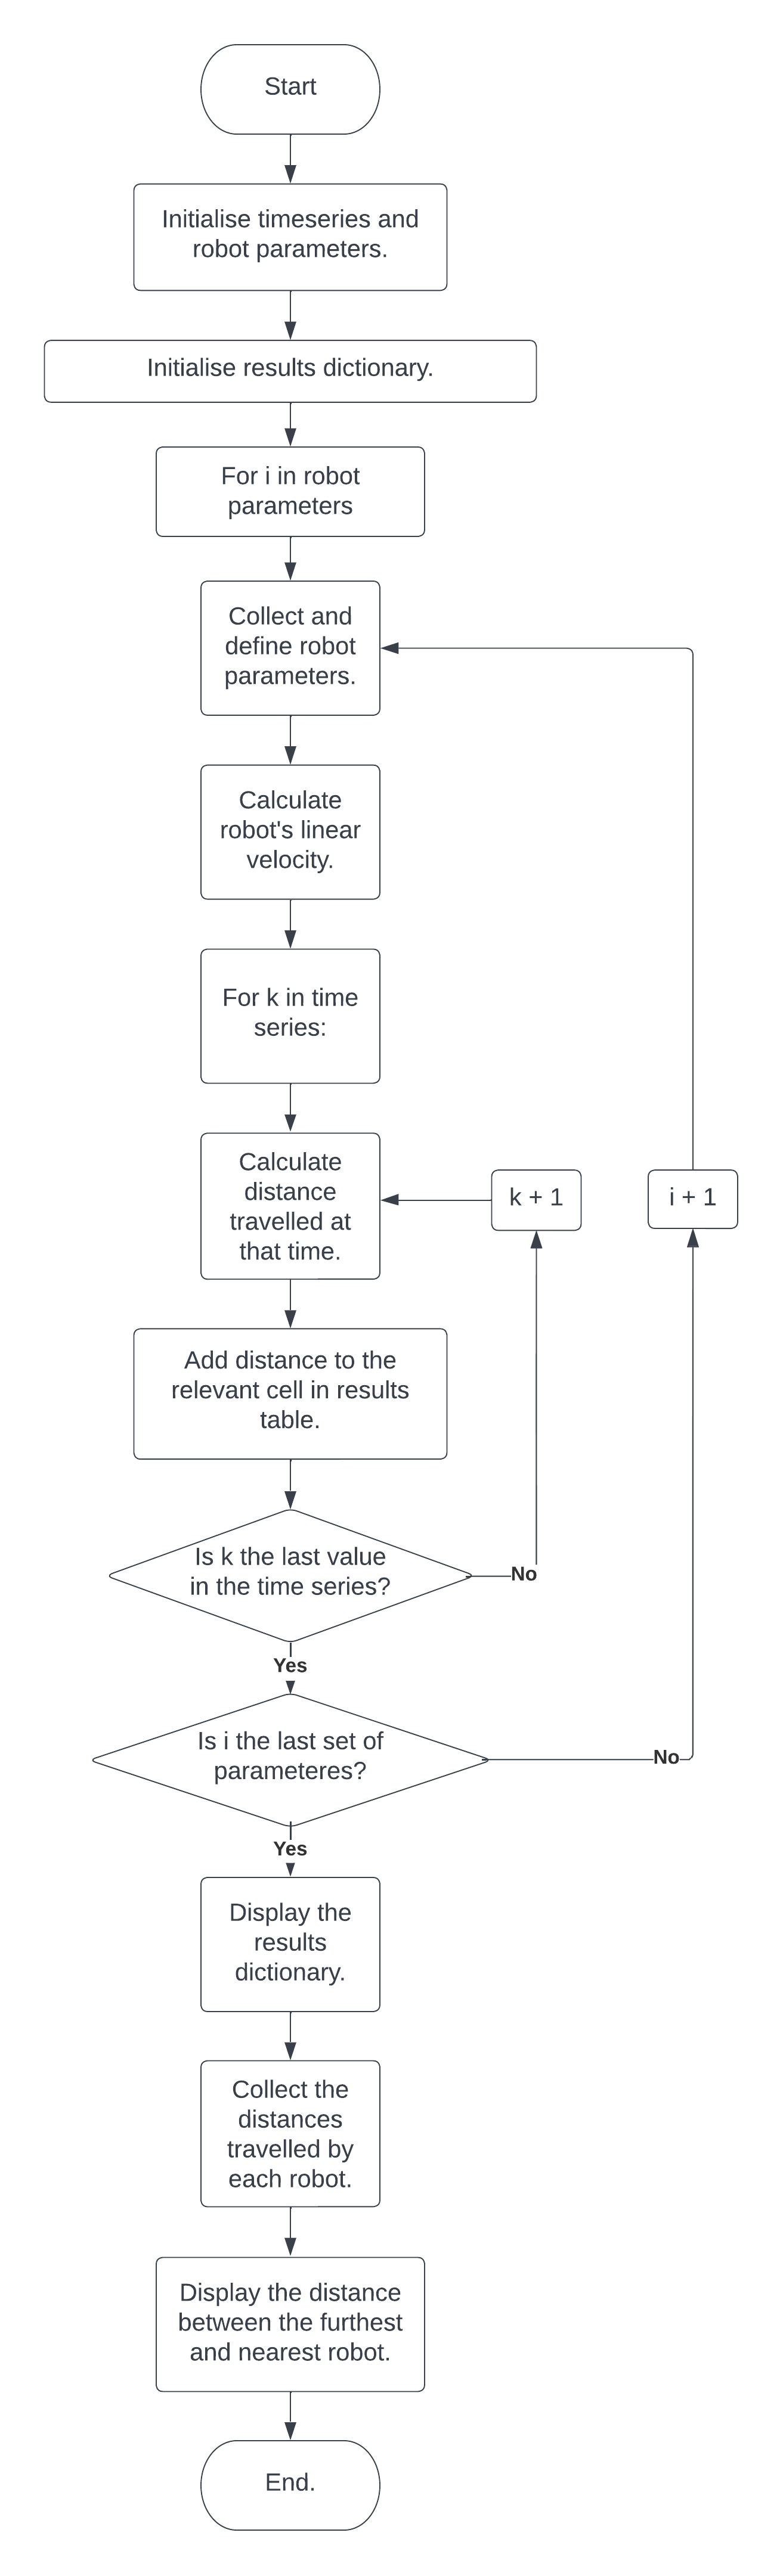 Start
Initialise timeseries and
robot parameters.
Initialise results dictionary.
For i in robot
parameters
Collect and
define robot
parameters.
Calculate
robot's linear
velocity.
For k in time
series:
Calculate
distance
travelled at
that time.
k + 1
i + 1
Add distance to the
relevant cell in results
table.
Is k the last value
in the time series?
No
Yes
Is i the last set of
parameteres?
No
Yes
Display the
results
dictionary.
Collect the
distances
travelled by
each robot.
Display the distance
between the furthest
and nearest robot.
End.